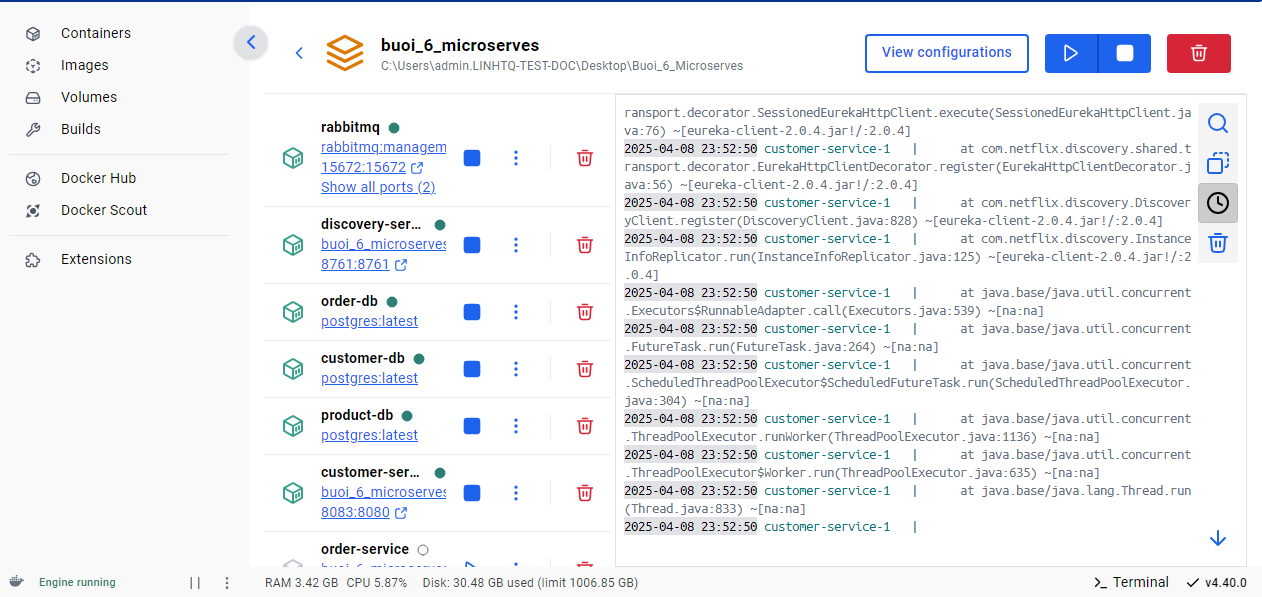 Containers
Images
Volumes
Builds
Docker Hub
Docker Scout
Extensions
buoi_6_microserves
C:\Users\admin.LINHTQ-TEST-DOC\Desktop\Buoi_6_Microserves
View configurations
rabbitmq
rabbitmq:managem
15672:15672
Show all ports (2)
discovery-ser...
buoi_6_microserves
8761:8761
order-db
postgres:latest
customer-db
postgres:latest
product-db
postgres:latest
customer-ser...
buoi_6_microserves
8083:8080
order-service
buoi_6_microserves
ransport.decorator.SessionedEurekaHttpClient.execute(SessionedEurekaHttpClient.ja
va:76) ~[eureka-client-2.0.4.jar!/:2.0.4]
2025-04-08 23:52:50 customer-service-1   |      at com.netflix.discovery.shared.t
ransport.decorator.EurekaHttpClientDecorator.register(EurekaHttpClientDecorator.j
ava:56) ~[eureka-client-2.0.4.jar!/:2.0.4]
2025-04-08 23:52:50 customer-service-1   |      at com.netflix.discovery.Discover
yClient.register(DiscoveryClient.java:828) ~[eureka-client-2.0.4.jar!/:2.0.4]
2025-04-08 23:52:50 customer-service-1   |      at com.netflix.discovery.Instance
InfoReplicator.run(InstanceInfoReplicator.java:125) ~[eureka-client-2.0.4.jar!/:2
.0.4]
2025-04-08 23:52:50 customer-service-1   |      at java.base/java.util.concurrent
.Executors$RunnableAdapter.call(Executors.java:539) ~[na:na]
2025-04-08 23:52:50 customer-service-1   |      at java.base/java.util.concurrent
.FutureTask.run(FutureTask.java:264) ~[na:na]
2025-04-08 23:52:50 customer-service-1   |      at java.base/java.util.concurrent
.ScheduledThreadPoolExecutor$ScheduledFutureTask.run(ScheduledThreadPoolExecutor.
java:304) ~[na:na]
2025-04-08 23:52:50 customer-service-1   |      at java.base/java.util.concurrent
.ThreadPoolExecutor.runWorker(ThreadPoolExecutor.java:1136) ~[na:na]
2025-04-08 23:52:50 customer-service-1   |      at java.base/java.util.concurrent
.ThreadPoolExecutor$Worker.run(ThreadPoolExecutor.java:635) ~[na:na]
2025-04-08 23:52:50 customer-service-1   |      at java.base/java.lang.Thread.run
(Thread.java:833) ~[na:na]
2025-04-08 23:52:50 customer-service-1   |
Engine running
RAM 3.42 GB CPU 5.87% Disk: 30.48 GB used (limit 1006.85 GB)
>_ Terminal
v4.40.0